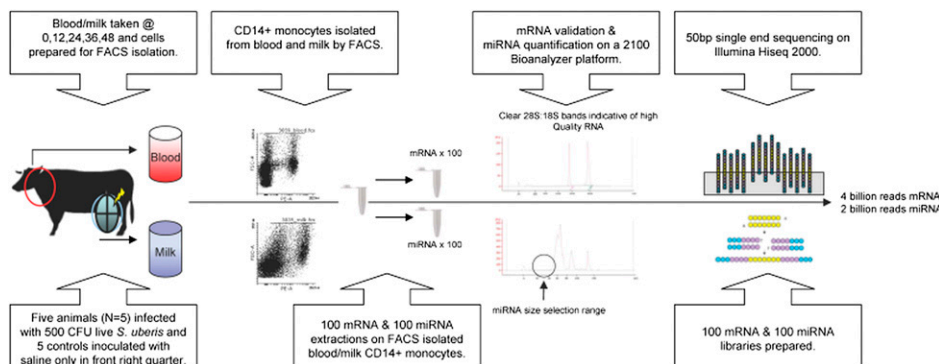 Blood/milk taken @
0,12,24,36,48 and cells
prepared for FACS isolation.
CD14+ monocytes isolated
from blood and milk by FACS.
mRNA validation &
miRNA quantification on a 2100
Bioanalyzer platform.
50bp single end sequencing on
Illumina Hiseq 2000.
Clear 28S:18S bands indicative of high
Quality RNA
Blood
Milk
mRNA x 100
miRNA x 100
FSC-A
PE-A
PE-A
4 billion reads mRNA
2 billion reads miRNA
miRNA size selection range
Five animals (N=5) infected
with 500 CFU live S. uberis and
5 controls inoculated with
saline only in front right quarter.
100 mRNA & 100 miRNA
extractions on FACS isolated
blood/milk CD14+ monocytes.
100 mRNA & 100 miRNA
libraries prepared.